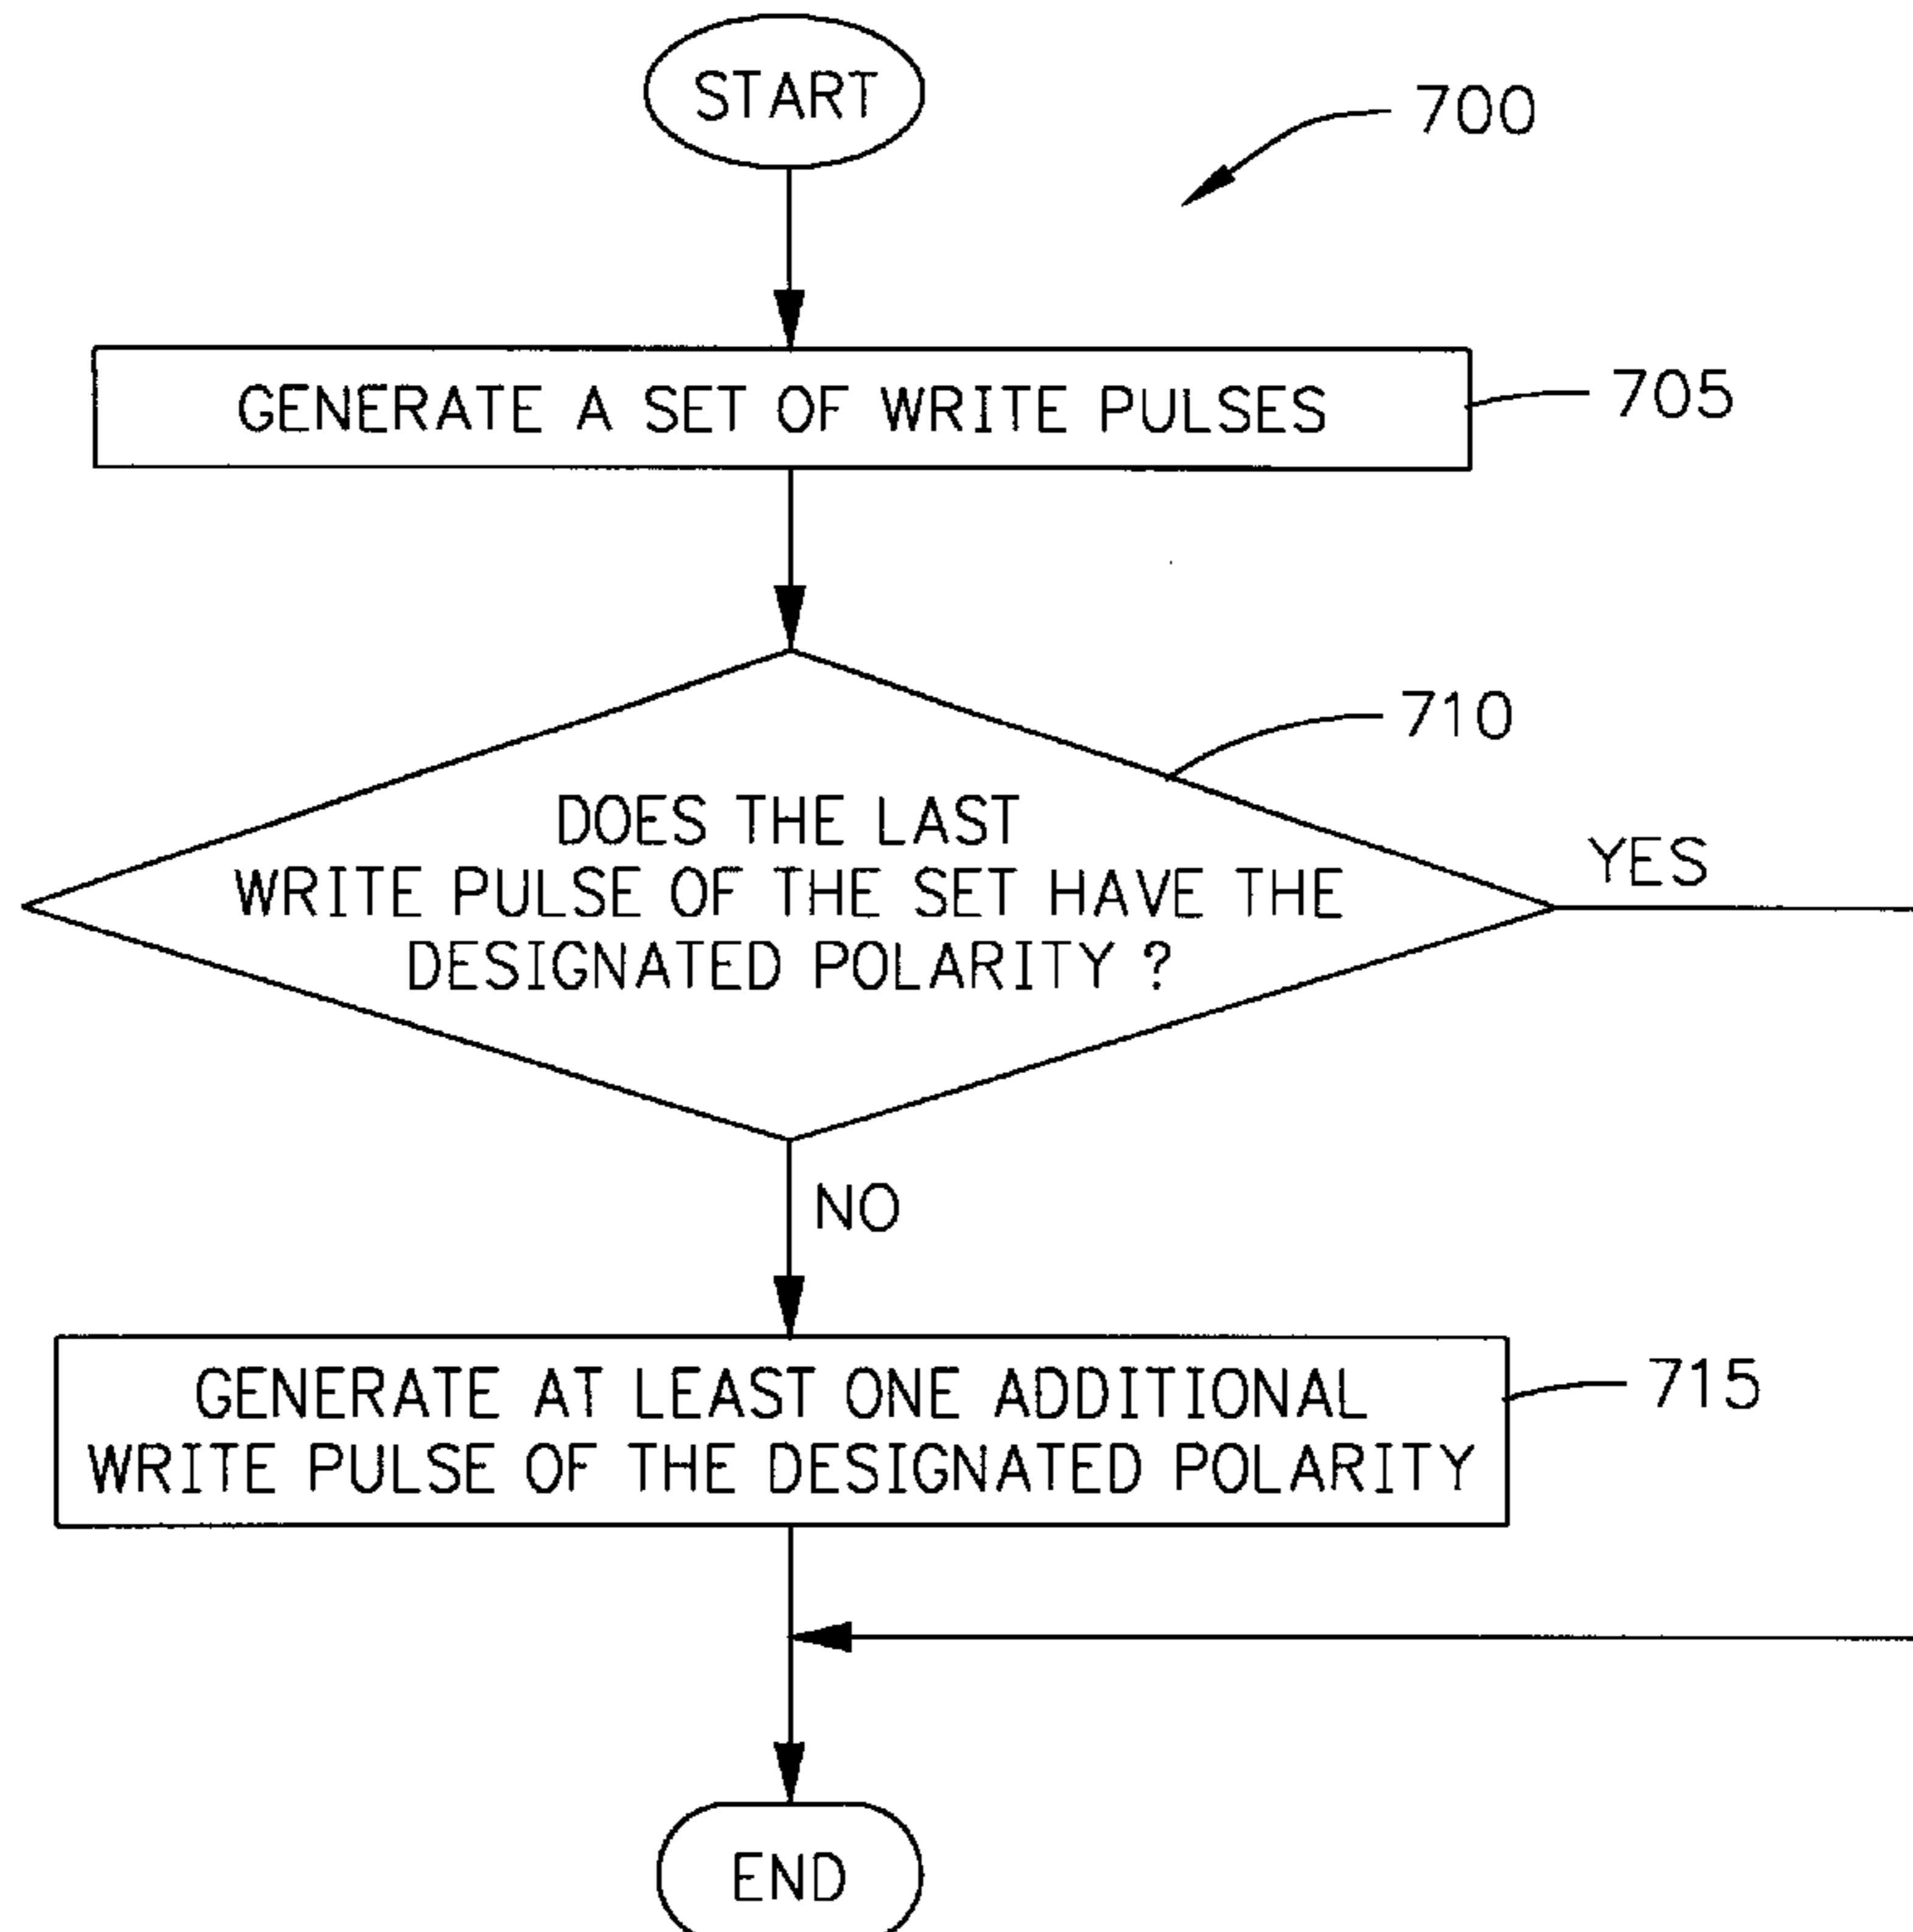 START
700
GENERATE A SET OF WRITE PULSES
705
710
DOES THE LAST
WRITE PULSE OF THE SET HAVE THE
DESIGNATED POLARITY ?
YES
NO
GENERATE AT LEAST ONE ADDITIONAL
WRITE PULSE OF THE DESIGNATED POLARITY
715
END